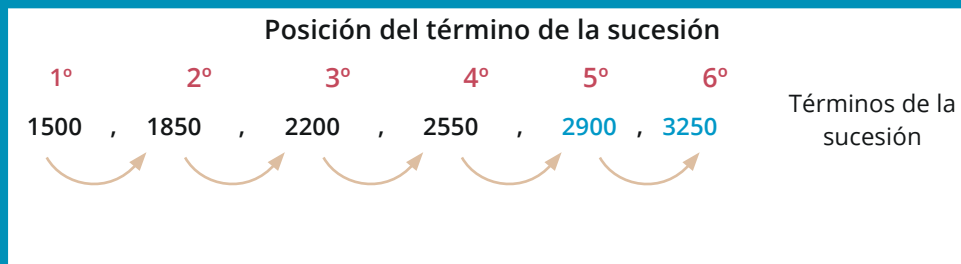 Posición del término de la sucesión
1º 2º 3º 4º 5º 6º
1500 , 1850 , 2200 , 2550 , 2900 , 3250
Términos de la
sucesión